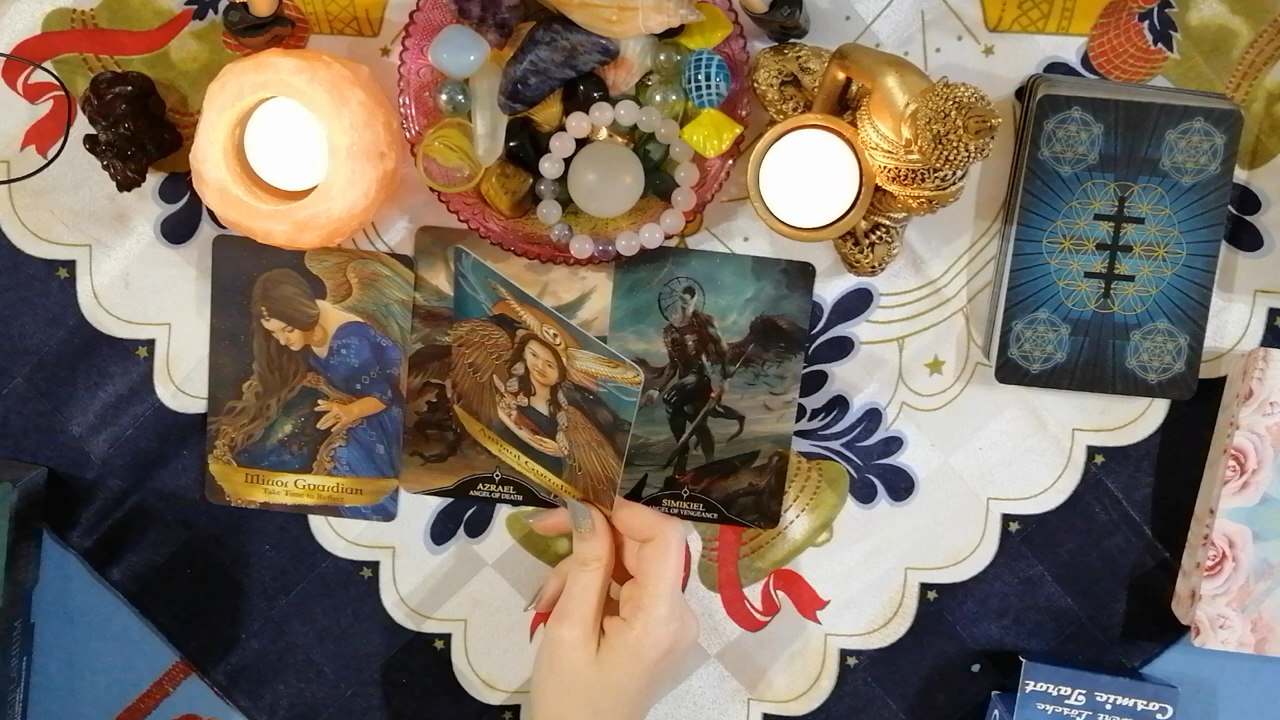 Mirror Guardian
Take Time to Reflect
AZRAEL
ANGEL OF DEATH
Animal Guardian
SIMIKIEL
ANGEL OF VENGEANCE
Cosmic Tarot